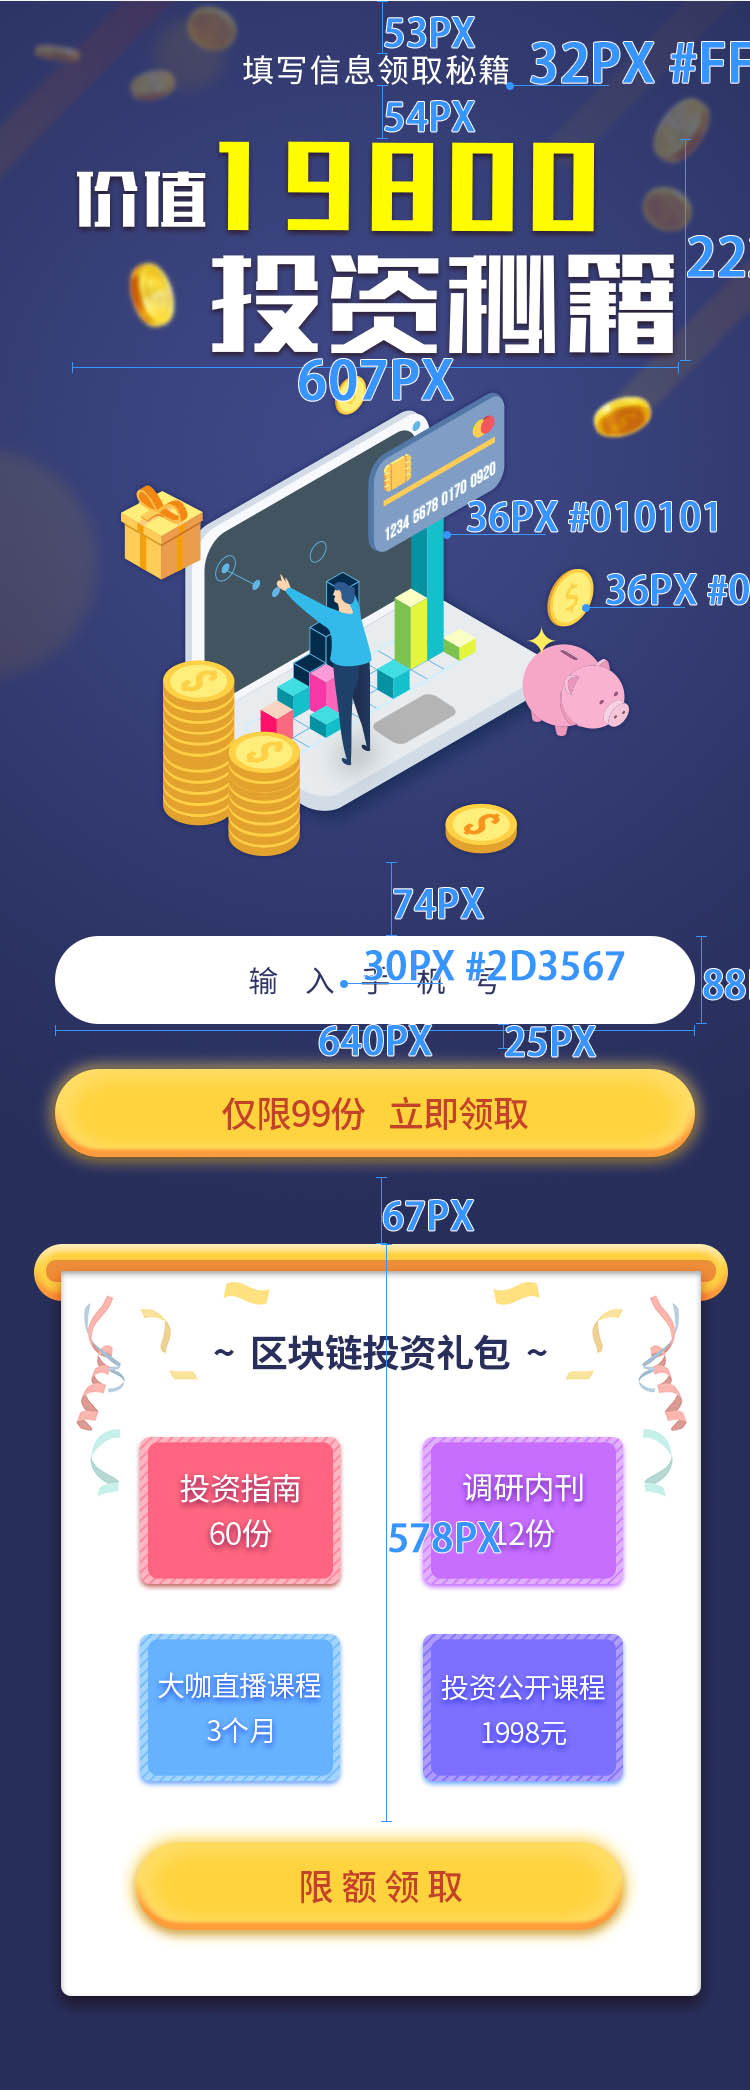 53PX
填写信息领取秘籍
32PX #FF
54PX
价值19800
投资秘籍
22
607PX
1234 5678 0170 0920
36PX #010101
36PX #0
74PX
输入手机号
30PX #2D3567
88
640PX
25PX
仅限99份 立即领取
67PX
~ 区块链投资礼包 ~
投资指南
60份
调研内刊
12份
578PX
大咖直播课程
3个月
投资公开课程
1998元
限额领取